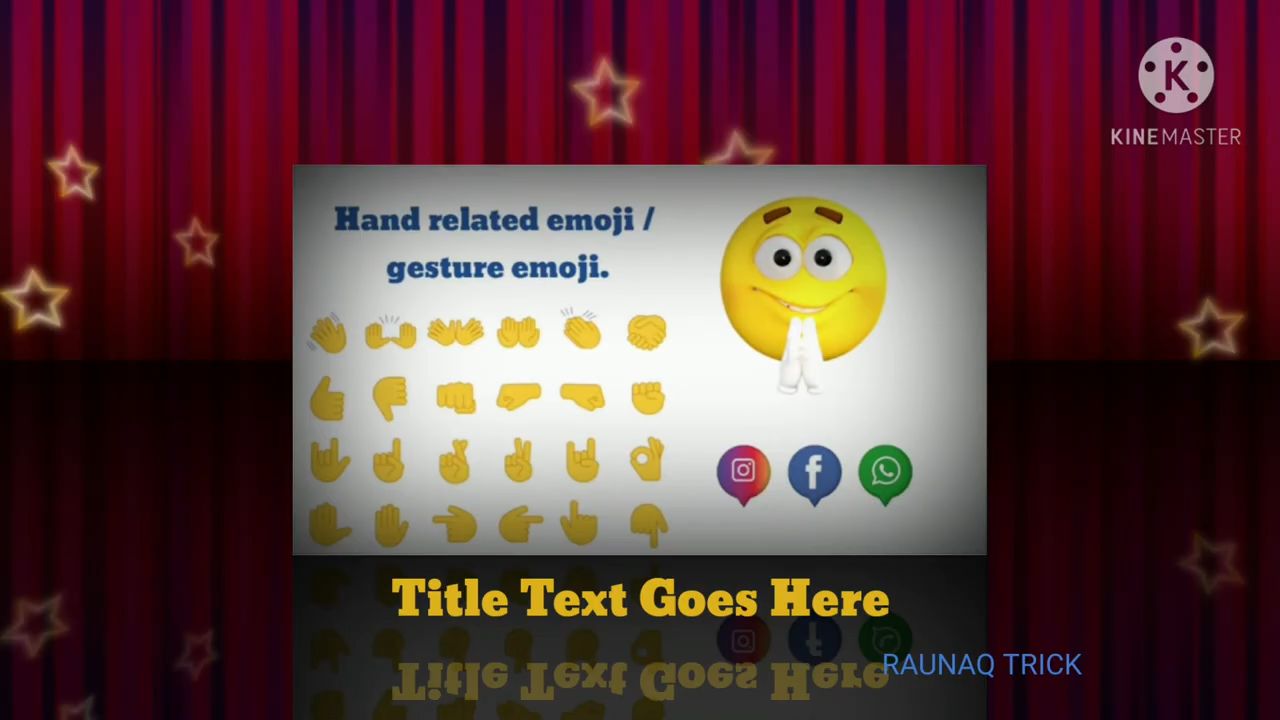 KINEMASTER
Hand related emoji /
gesture emoji.
Title Text Goes Here
RAUNAQ TRICK